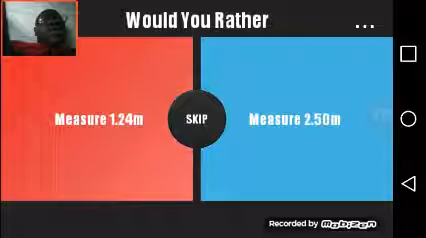 Would You Rather
...
Measure 1.24m
SKIP
Measure 2.50m
Recorded by Mobizen